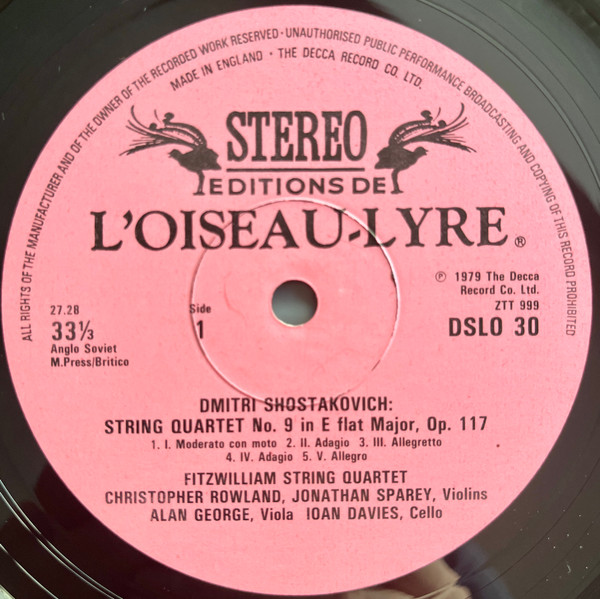 ALL RIGHTS OF THE MANUFACTURER AND OF THE OWNER OF THE RECORDED WORK RESERVED · UNAUTHORISED PUBLIC PERFORMANCE BROADCASTING AND COPYING OF THIS RECORD PROHIBITED
MADE IN ENGLAND · THE DECCA RECORD CO. LTD.
STEREO
EDITIONS DE
L'OISEAU-LYRE®
℗ 1979 The Decca
Record Co. Ltd.
ZTT 999
DSLO 30
27.28
33⅓
Anglo Soviet
M.Press/Britico
Side
1
DMITRI SHOSTAKOVICH:
STRING QUARTET No. 9 in E flat Major, Op. 117
1. I. Moderato con moto 2. II. Adagio 3. III. Allegretto
4. IV. Adagio 5. V. Allegro
FITZWILLIAM STRING QUARTET
CHRISTOPHER ROWLAND, JONATHAN SPAREY, Violins
ALAN GEORGE, Viola IOAN DAVIES, Cello